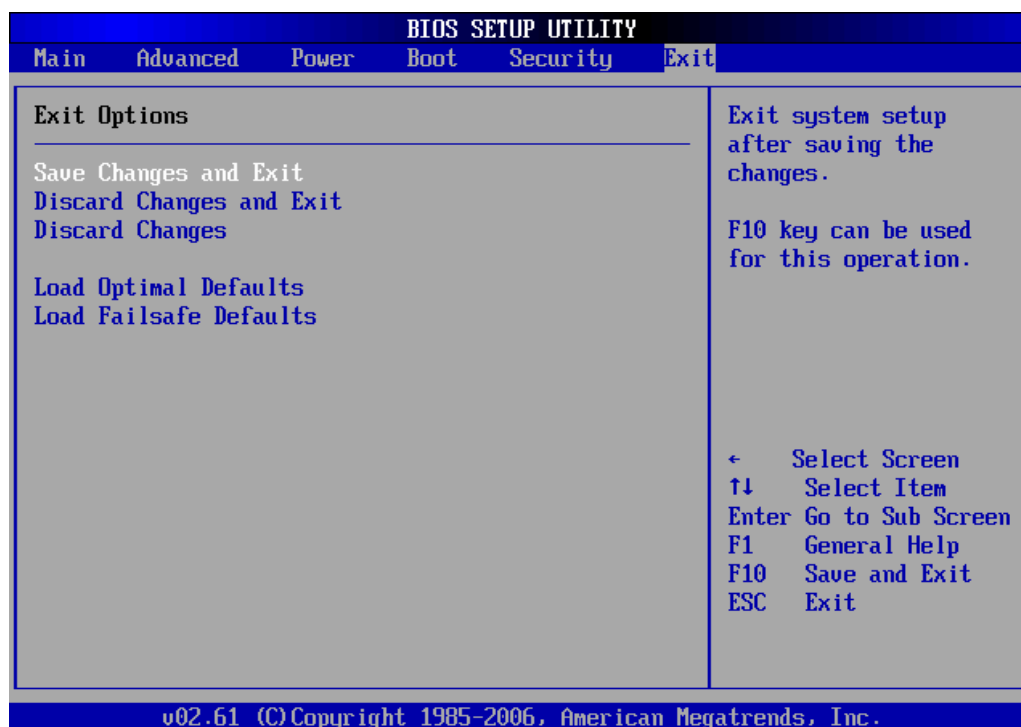 BIOS SETUP UTILITY
Main Advanced Power Boot Security Exit
Exit Options
Save Changes and Exit
Discard Changes and Exit
Discard Changes
Load Optimal Defaults
Load Failsafe Defaults
Exit system setup
after saving the
changes.
F10 key can be used
for this operation.
← Select Screen
↑↓ Select Item
Enter Go to Sub Screen
F1 General Help
F10 Save and Exit
ESC Exit
v02.61 (C)Copyright 1985-2006, American Megatrends, Inc.